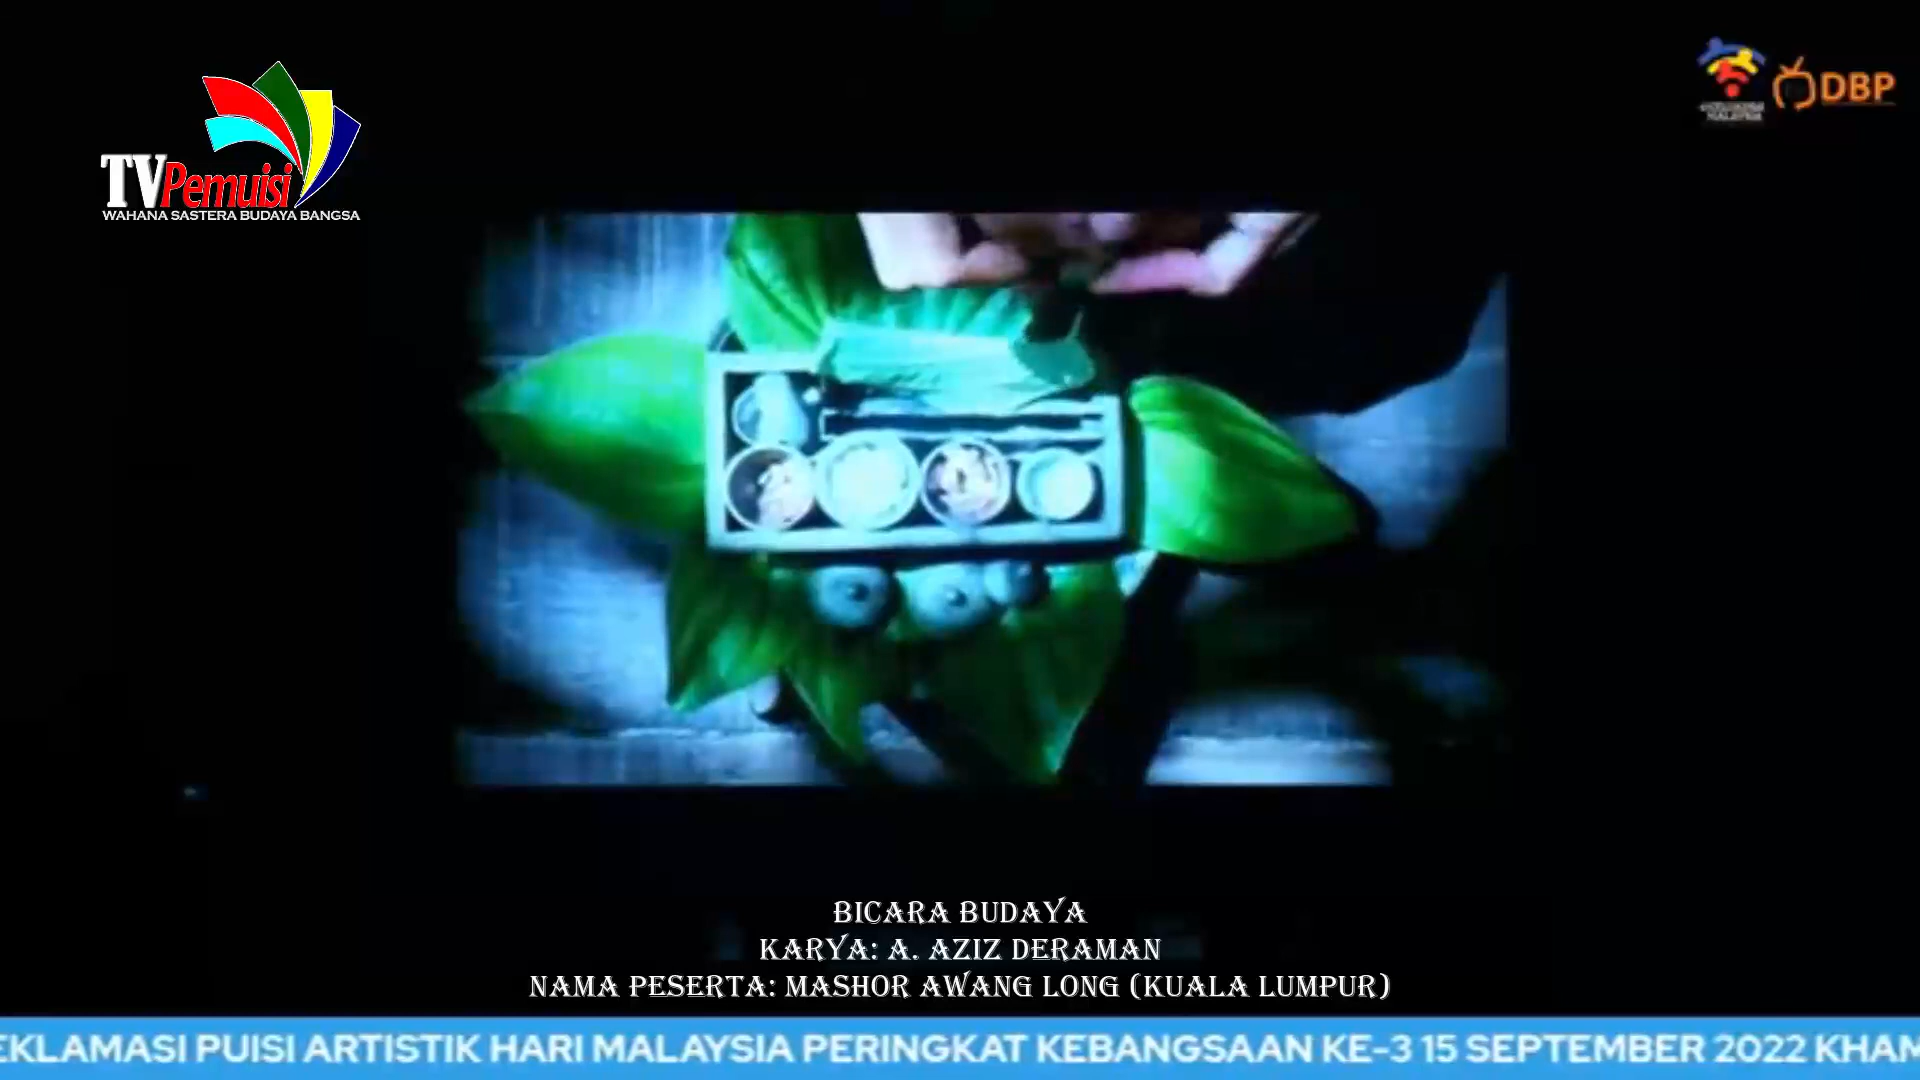 TVPemuisi
WAHANA SASTERA BUDAYA BANGSA
DBP
BICARA BUDAYA
KARYA: A. AZIZ DERAMAN
NAMA PESERTA: MASHOR AWANG LONG (KUALA LUMPUR)
EKLAMASI PUISI ARTISTIK HARI MALAYSIA PERINGKAT KEBANGSAAN KE-3 15 SEPTEMBER 2022 KHAM